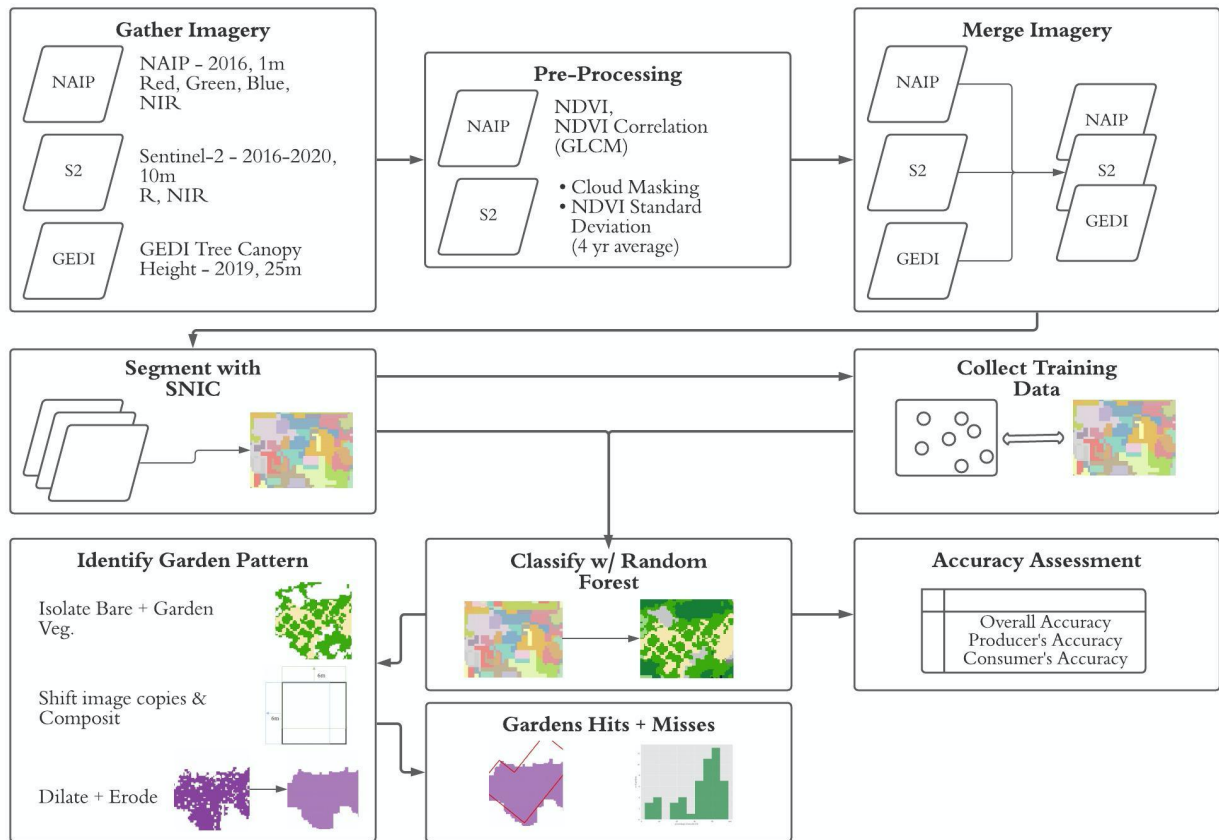 Gather Imagery
NAIP
NAIP - 2016, 1m
Red, Green, Blue,
NIR
S2
Sentinel-2 - 2016-2020,
10m
R, NIR
GEDI
GEDI Tree Canopy
Height - 2019, 25m
Pre-Processing
NAIP
NDVI,
NDVI Correlation
(GLCM)
S2
• Cloud Masking
• NDVI Standard
Deviation
(4 yr average)
Merge Imagery
NAIP
S2
GEDI
NAIP
S2
GEDI
Segment with
SNIC
Collect Training
Data
Identify Garden Pattern
Isolate Bare + Garden
Veg.
Shift image copies &
Composit
6m
6m
Dilate + Erode
Classify w/ Random
Forest
Accuracy Assessment
Overall Accuracy
Producer's Accuracy
Consumer's Accuracy
Gardens Hits + Misses